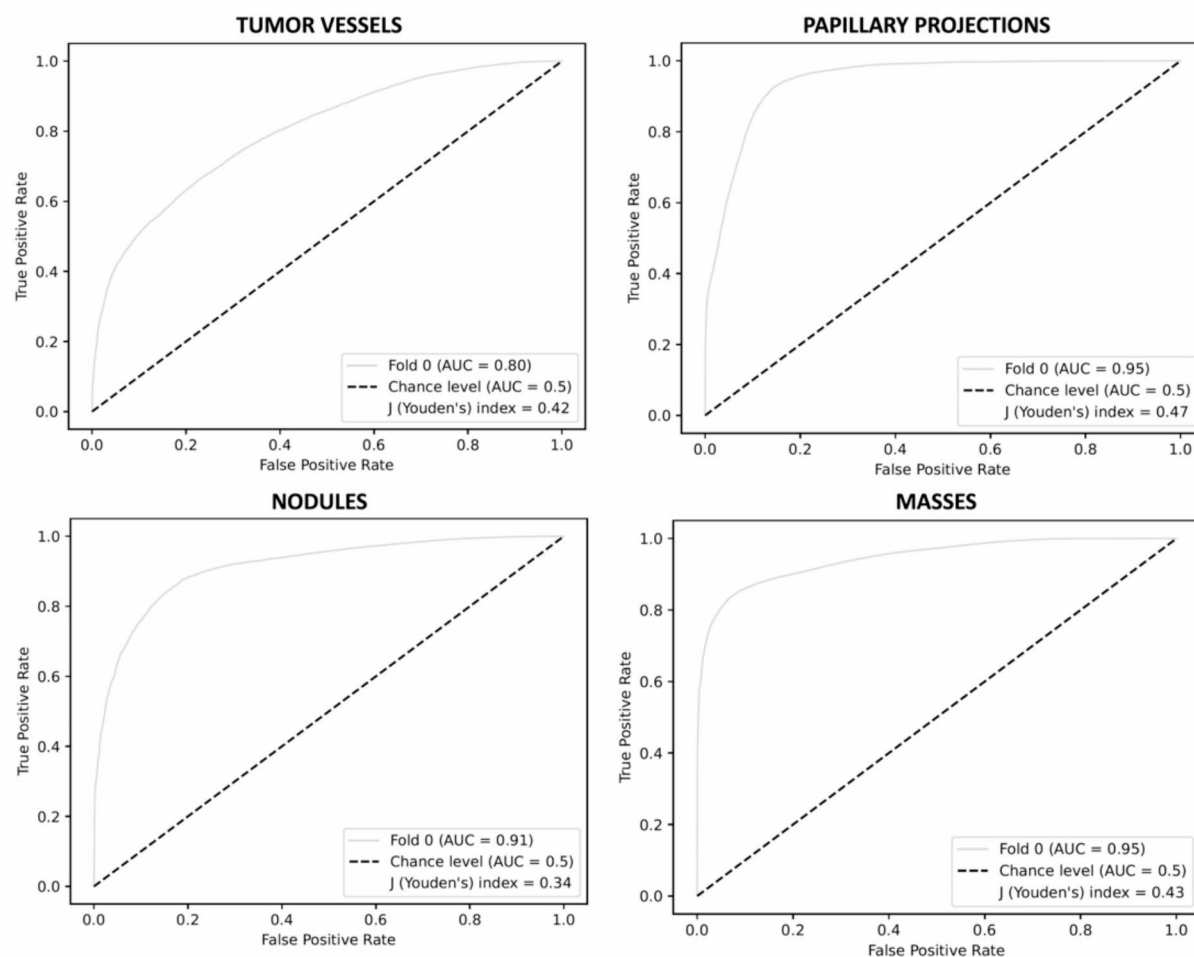 TUMOR VESSELS
1.0
0.8
0.6
0.4
0.2
0.0
True Positive Rate
Fold 0 (AUC = 0.80)
Chance level (AUC = 0.5)
J (Youden's) index = 0.42
0.0 0.2 0.4 0.6 0.8 1.0
False Positive Rate
PAPILLARY PROJECTIONS
1.0
0.8
0.6
0.4
0.2
0.0
True Positive Rate
Fold 0 (AUC = 0.95)
Chance level (AUC = 0.5)
J (Youden's) index = 0.47
0.0 0.2 0.4 0.6 0.8 1.0
False Positive Rate
NODULES
1.0
0.8
0.6
0.4
0.2
0.0
True Positive Rate
Fold 0 (AUC = 0.91)
Chance level (AUC = 0.5)
J (Youden's) index = 0.34
0.0 0.2 0.4 0.6 0.8 1.0
False Positive Rate
MASSES
1.0
0.8
0.6
0.4
0.2
0.0
True Positive Rate
Fold 0 (AUC = 0.95)
Chance level (AUC = 0.5)
J (Youden's) index = 0.43
0.0 0.2 0.4 0.6 0.8 1.0
False Positive Rate